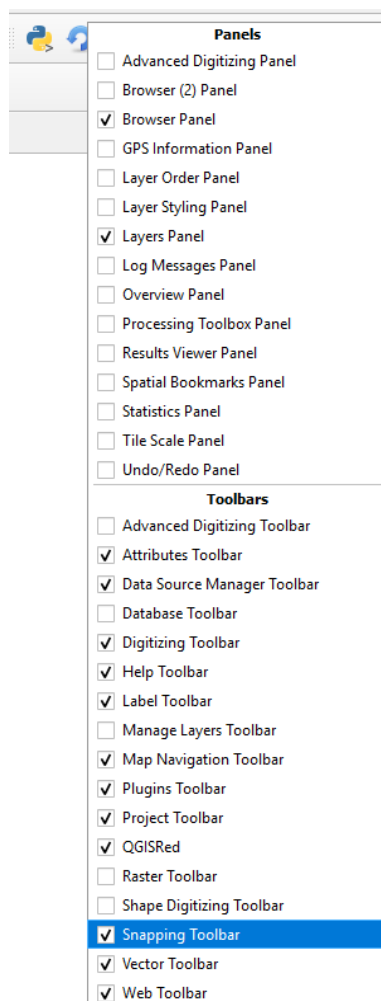 Panels
Advanced Digitizing Panel
Browser (2) Panel
Browser Panel
GPS Information Panel
Layer Order Panel
Layer Styling Panel
Layers Panel
Log Messages Panel
Overview Panel
Processing Toolbox Panel
Results Viewer Panel
Spatial Bookmarks Panel
Statistics Panel
Tile Scale Panel
Undo/Redo Panel
Toolbars
Advanced Digitizing Toolbar
Attributes Toolbar
Data Source Manager Toolbar
Database Toolbar
Digitizing Toolbar
Help Toolbar
Label Toolbar
Manage Layers Toolbar
Map Navigation Toolbar
Plugins Toolbar
Project Toolbar
QGISRed
Raster Toolbar
Shape Digitizing Toolbar
Snapping Toolbar
Vector Toolbar
Web Toolbar